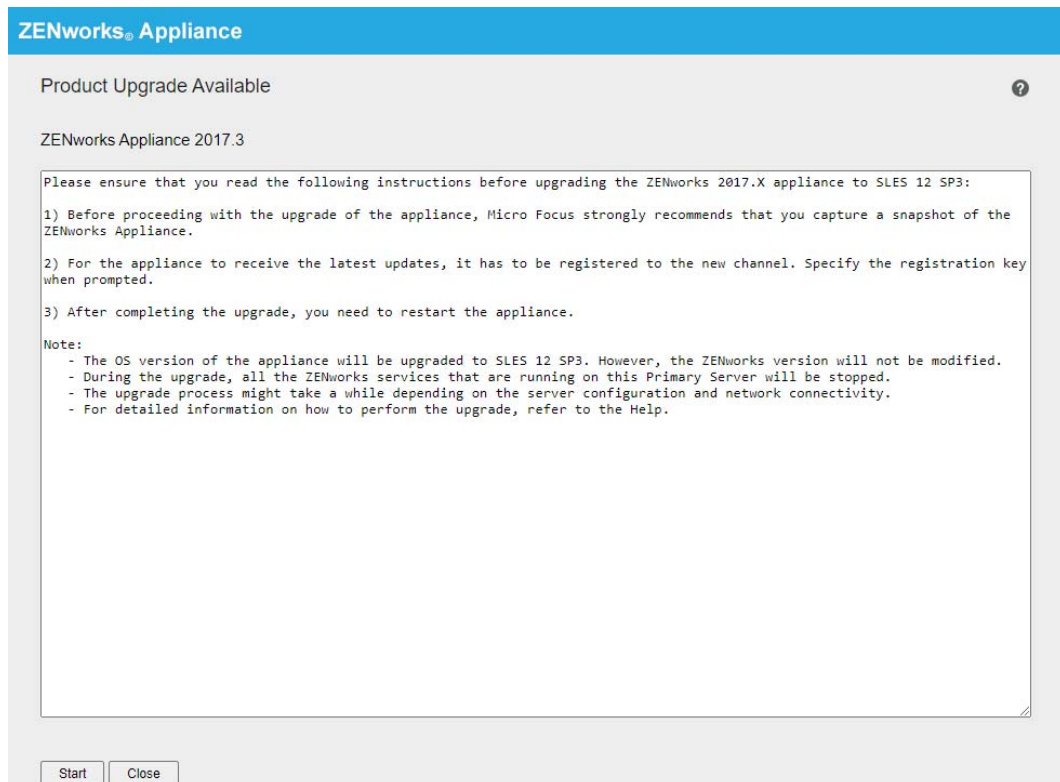 ZENworks® Appliance
Product Upgrade Available
?
ZENworks Appliance 2017.3
Please ensure that you read the following instructions before upgrading the ZENworks 2017.X appliance to SLES 12 SP3:
1) Before proceeding with the upgrade of the appliance, Micro Focus strongly recommends that you capture a snapshot of the
ZENworks Appliance.
2) For the appliance to receive the latest updates, it has to be registered to the new channel. Specify the registration key
when prompted.
3) After completing the upgrade, you need to restart the appliance.
Note:
- The OS version of the appliance will be upgraded to SLES 12 SP3. However, the ZENworks version will not be modified.
- During the upgrade, all the ZENworks services that are running on this Primary Server will be stopped.
- The upgrade process might take a while depending on the server configuration and network connectivity.
- For detailed information on how to perform the upgrade, refer to the Help.
Start Close